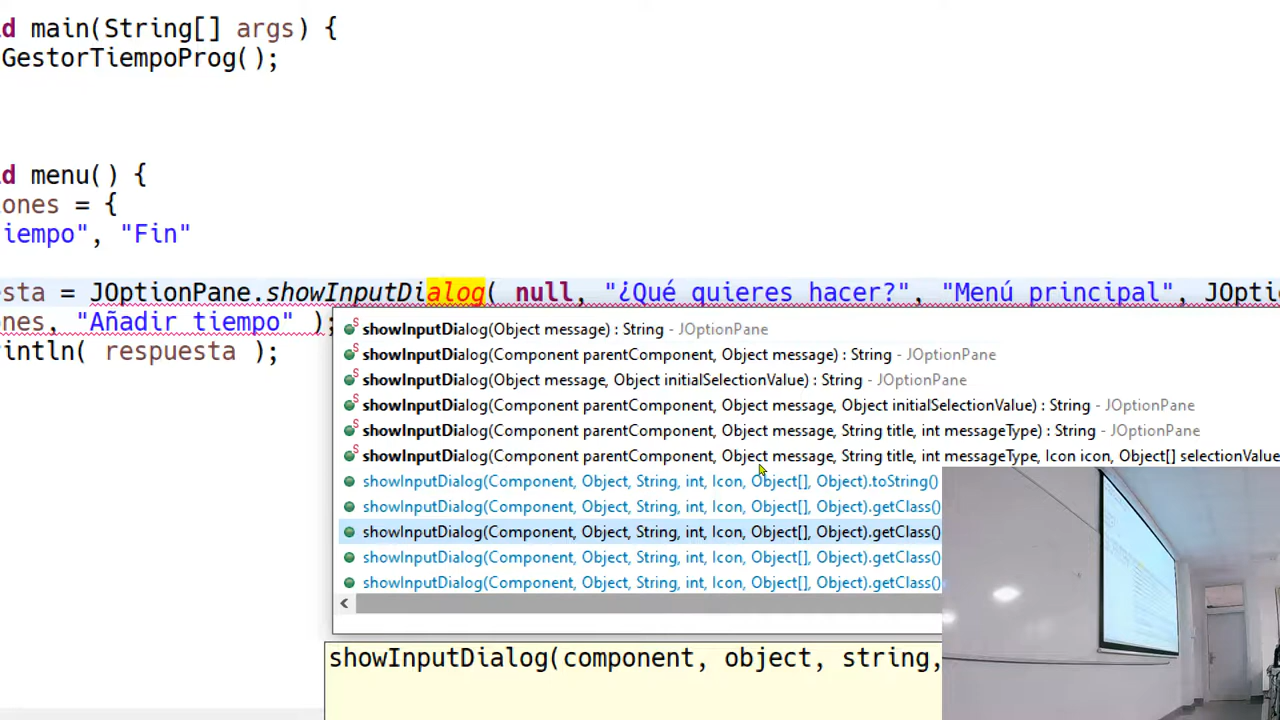 ld main(String[] args) {
GestorTiempoProg();
ld menu() {
ones = {
iempo", "Fin"
sta = JOptionPane.showInputDialog( null, "¿Qué quieres hacer?", "Menú principal", JOptio
nes, "Añadir tiempo" );
rintln( respuesta );
showInputDialog(Object message) : String - JOptionPane
showInputDialog(Component parentComponent, Object message) : String - JOptionPane
showInputDialog(Object message, Object initialSelectionValue) : String - JOptionPane
showInputDialog(Component parentComponent, Object message, Object initialSelectionValue) : String - JOptionPane
showInputDialog(Component parentComponent, Object message, String title, int messageType) : String - JOptionPane
showInputDialog(Component parentComponent, Object message, String title, int messageType, Icon icon, Object[] selectionValue
showInputDialog(Component, Object, String, int, Icon, Object[], Object).toString()
showInputDialog(Component, Object, String, int, Icon, Object[], Object).getClass()
showInputDialog(Component, Object, String, int, Icon, Object[], Object).getClass()
showInputDialog(Component, Object, String, int, Icon, Object[], Object).getClass()
showInputDialog(Component, Object, String, int, Icon, Object[], Object).getClass()
showInputDialog(component, object, string,